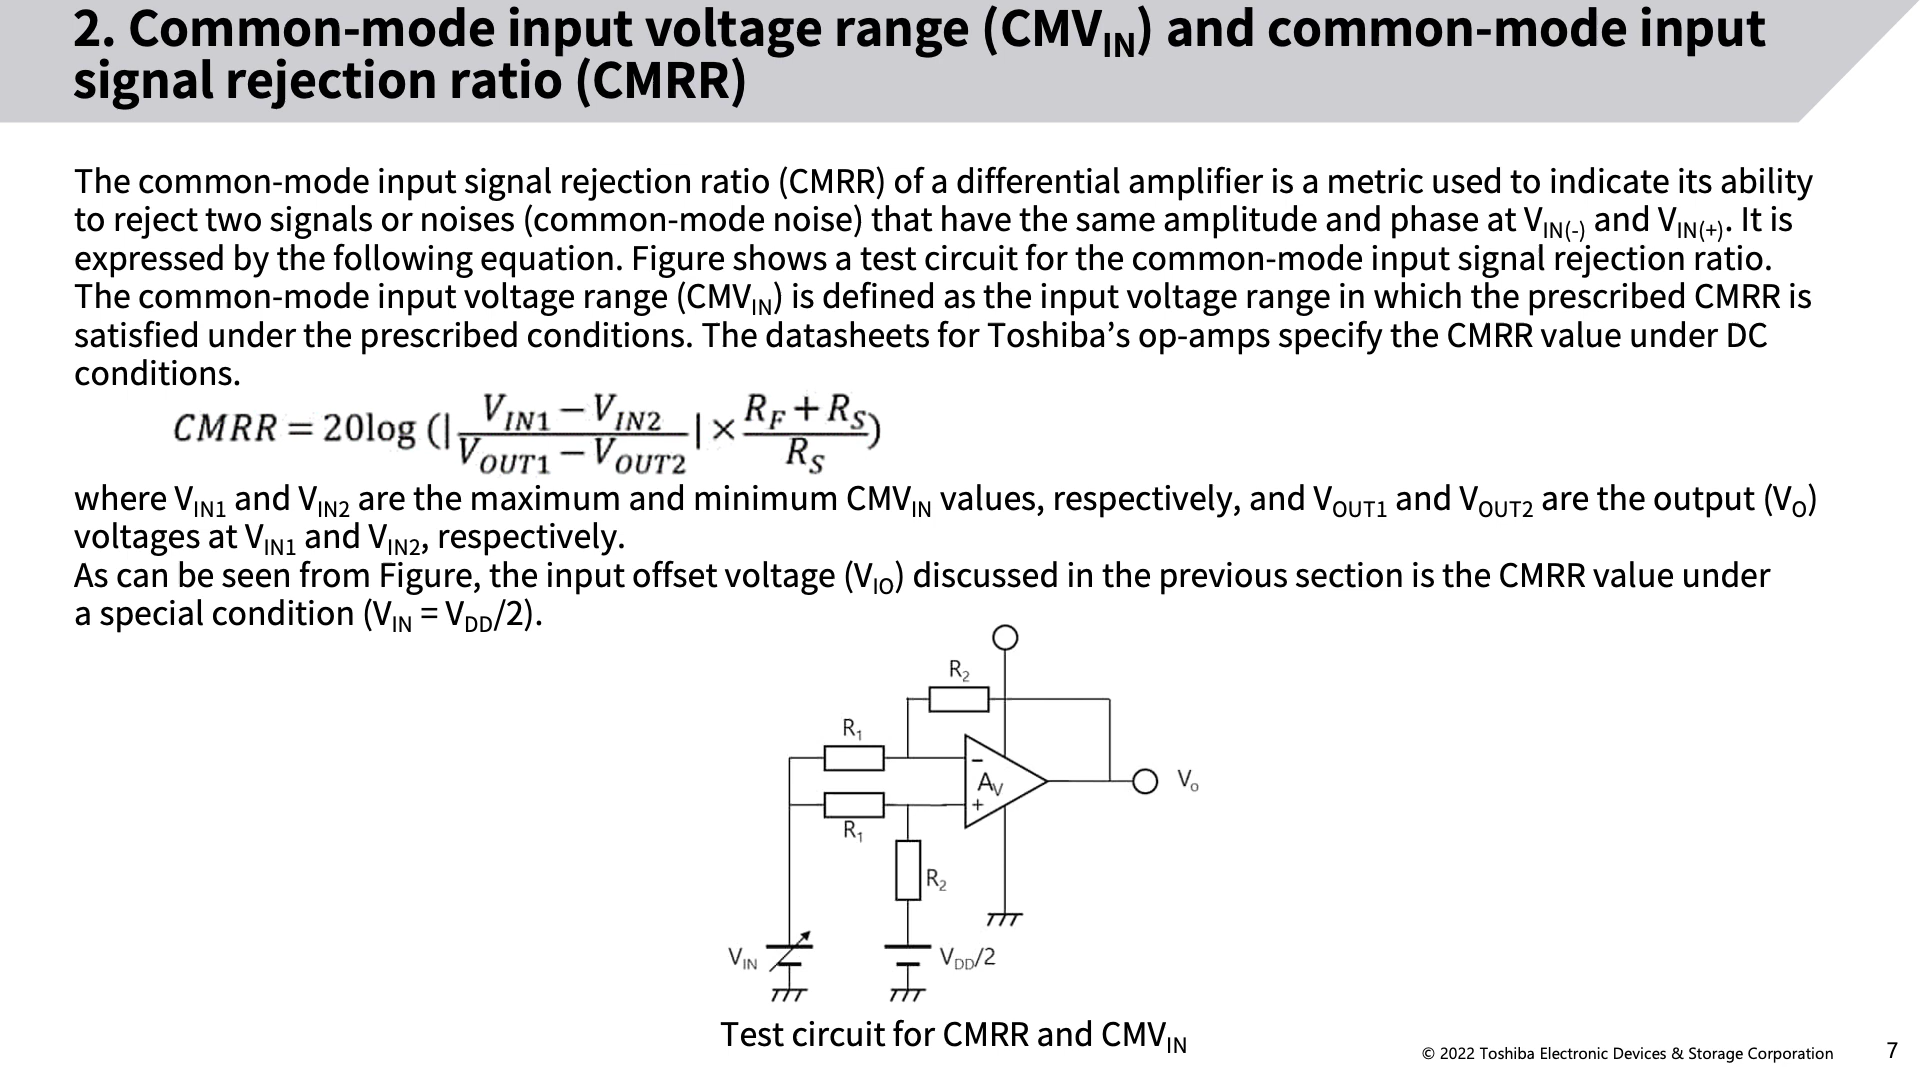 2. Common-mode input voltage range (CMVIN) and common-mode input
signal rejection ratio (CMRR)
The common-mode input signal rejection ratio (CMRR) of a differential amplifier is a metric used to indicate its ability
to reject two signals or noises (common-mode noise) that have the same amplitude and phase at VIN(-) and VIN(+). It is
expressed by the following equation. Figure shows a test circuit for the common-mode input signal rejection ratio.
The common-mode input voltage range (CMVIN) is defined as the input voltage range in which the prescribed CMRR is
satisfied under the prescribed conditions. The datasheets for Toshiba’s op-amps specify the CMRR value under DC
conditions.
CMRR = 20log (| (VIN1 − VIN2) / (VOUT1 − VOUT2) | × (RF + RS) / RS)
where VIN1 and VIN2 are the maximum and minimum CMVIN values, respectively, and VOUT1 and VOUT2 are the output (VO)
voltages at VIN1 and VIN2, respectively.
As can be seen from Figure, the input offset voltage (VIO) discussed in the previous section is the CMRR value under
a special condition (VIN = VDD/2).
R2
R1
−
AV
Vo
+
R1
R2
VIN
VDD/2
Test circuit for CMRR and CMVIN
© 2022 Toshiba Electronic Devices & Storage Corporation
7